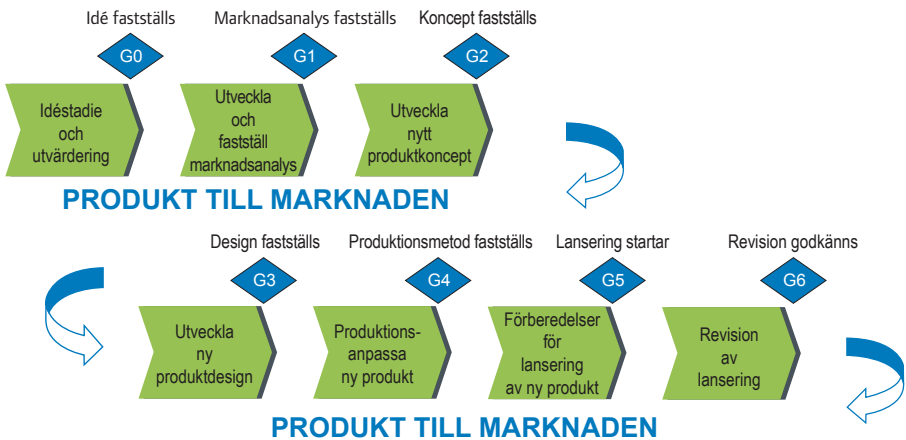 Idé fastställs
Marknadsanalys fastställs
Koncept fastställs
G0
G1
G2
Idéstadie
och
utvärdering
Utveckla
och
fastställ
marknadsanalys
Utveckla
nytt
produktkoncept
PRODUKT TILL MARKNADEN
Design fastställs
Produktionsmetod fastställs
Lansering startar
Revision godkänns
G3
G4
G5
G6
Utveckla
ny
produktdesign
Produktions-
anpassa
ny produkt
Förberedelser
för
lansering
av ny produkt
Revision
av
lansering
PRODUKT TILL MARKNADEN